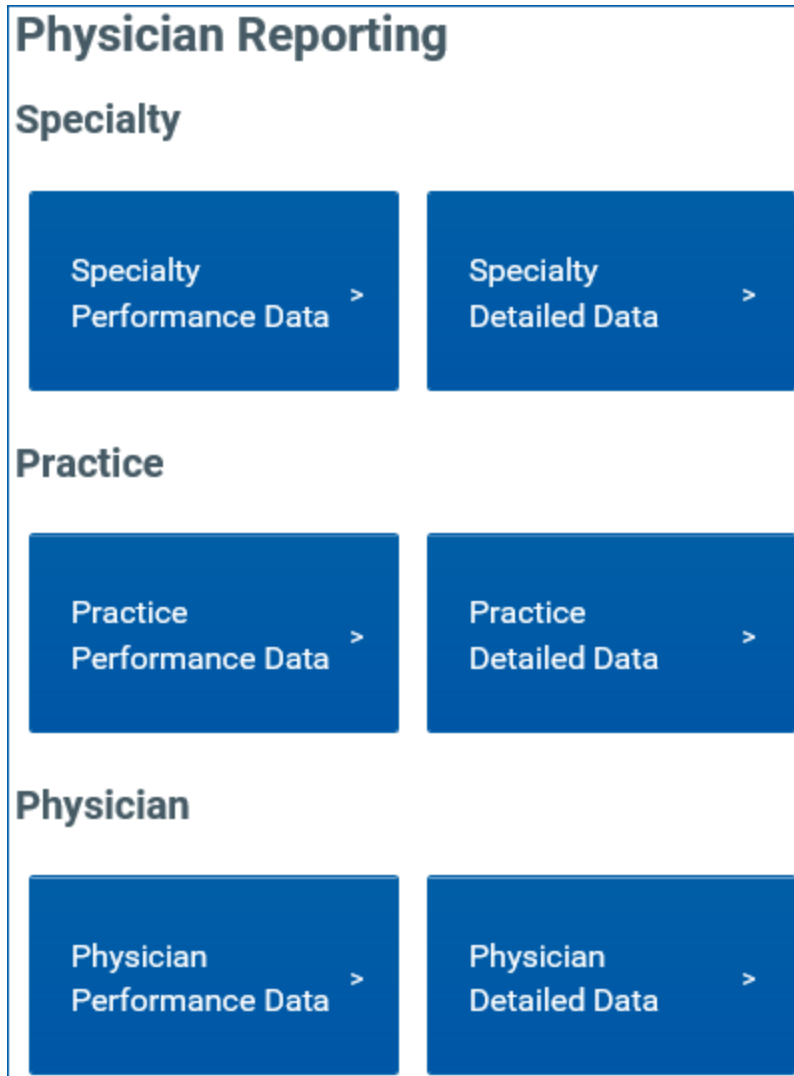 Physician Reporting
Specialty
Specialty
Performance Data >
Specialty
Detailed Data >
Practice
Practice
Performance Data >
Practice
Detailed Data >
Physician
Physician
Performance Data >
Physician
Detailed Data >